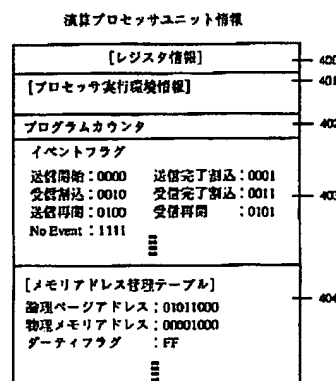 演算プロセッサユニット情報
[レジスタ情報]
400
401
[プロセッサ実行環境情報]
プログラムカウンタ
402
イベントフラグ
送信開始:0000 送信完了割込:0001
受信割込:0010 受信完了割込:0011
403
送信再開:0100 受信再開 :0101
No Event:1111
[メモリアドレス管理テーブル]
404
論理ページアドレス:01011000
物理メモリアドレス:00001000
ダーティフラグ :FF